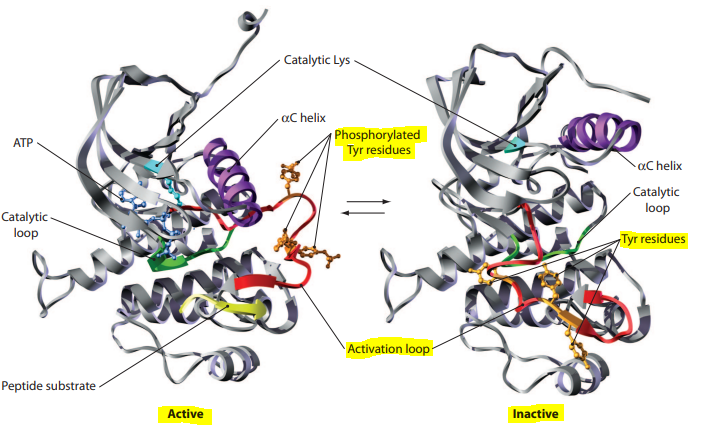 Catalytic Lys
αC helix
ATP
Phosphorylated
Tyr residues
αC helix
Catalytic
loop
Catalytic
loop
Tyr residues
Activation loop
Peptide substrate
Active
Inactive